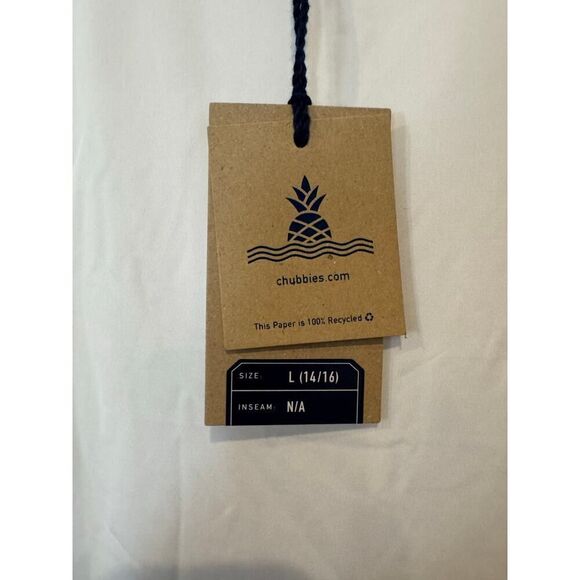 chubbies.com
This Paper is 100% Recycled
SIZE: L (14/16)
INSEAM: N/A